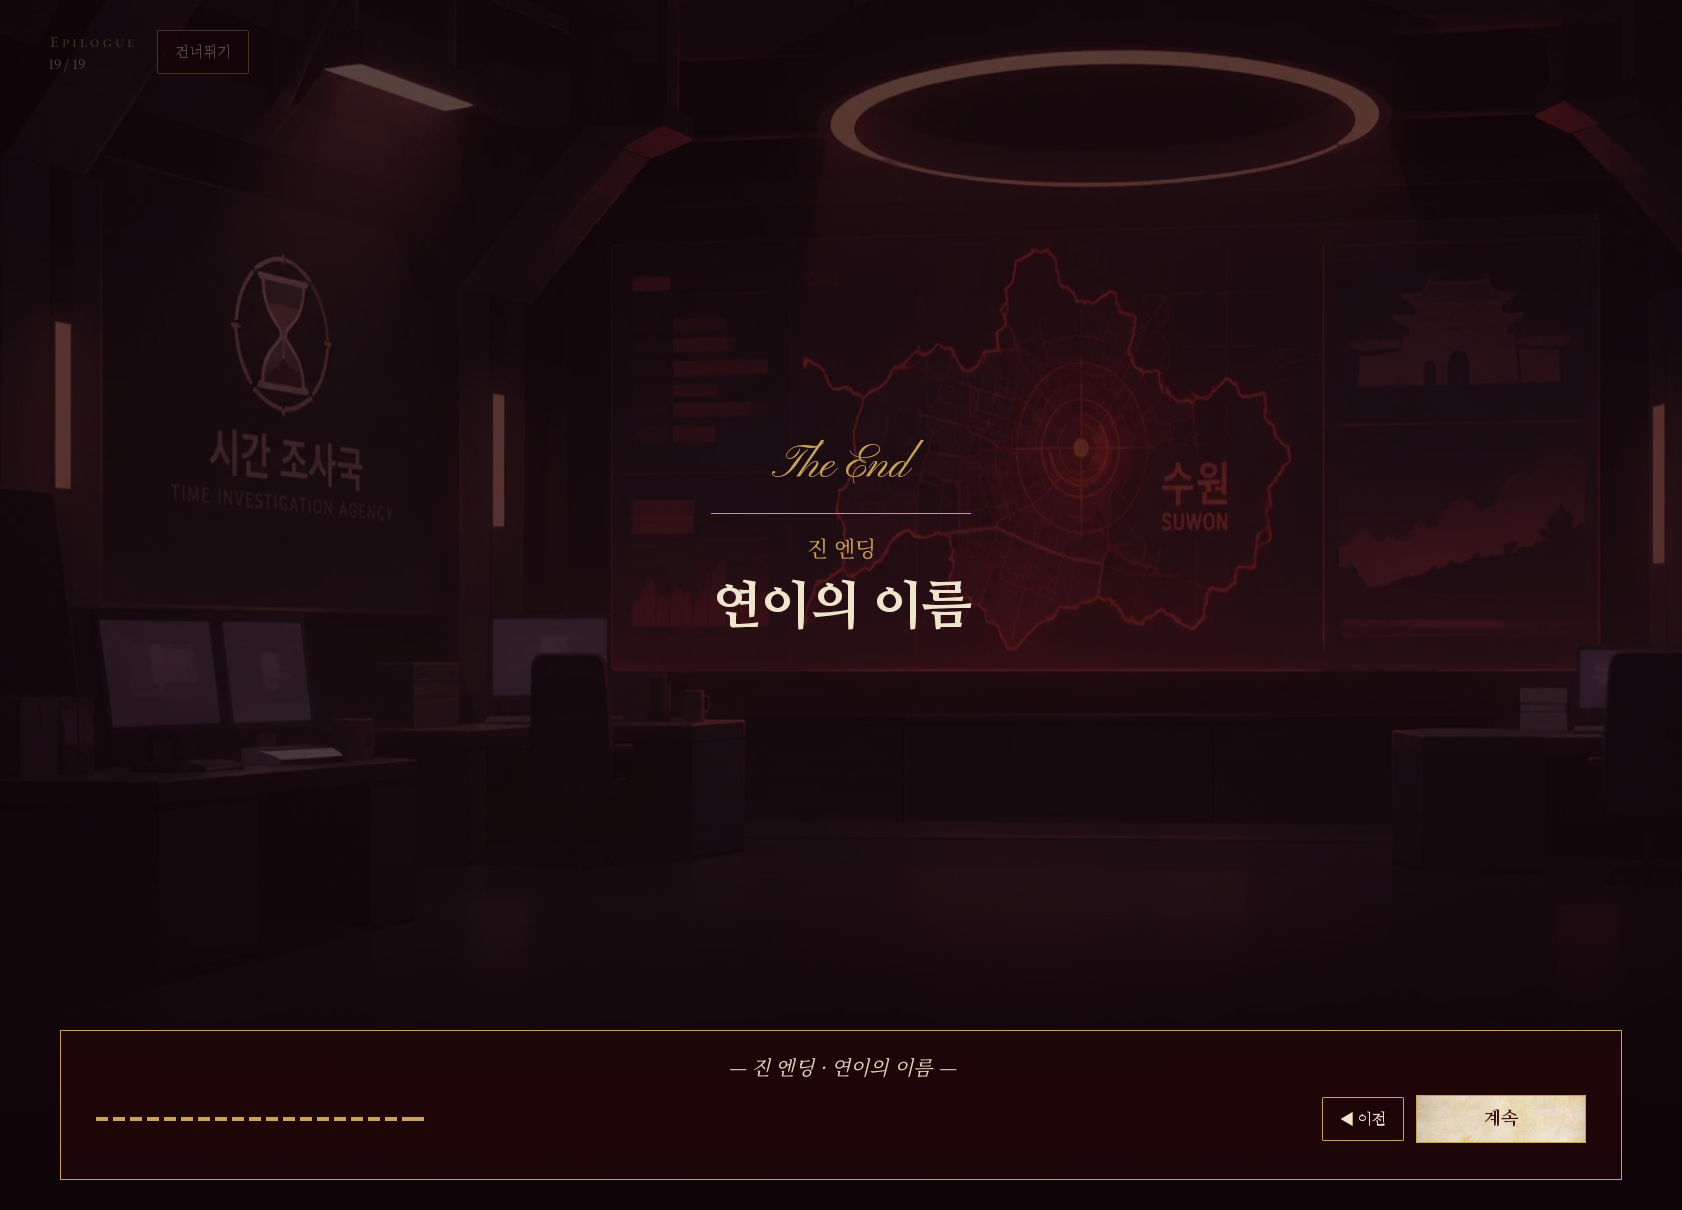 EPILOGUE
19 / 19
건너뛰기
시간 조사국
TIME INVESTIGATION AGENCY
수원
SUWON
The End
진 엔딩
연이의 이름
— 진 엔딩 · 연이의 이름 —
◀ 이전
계속